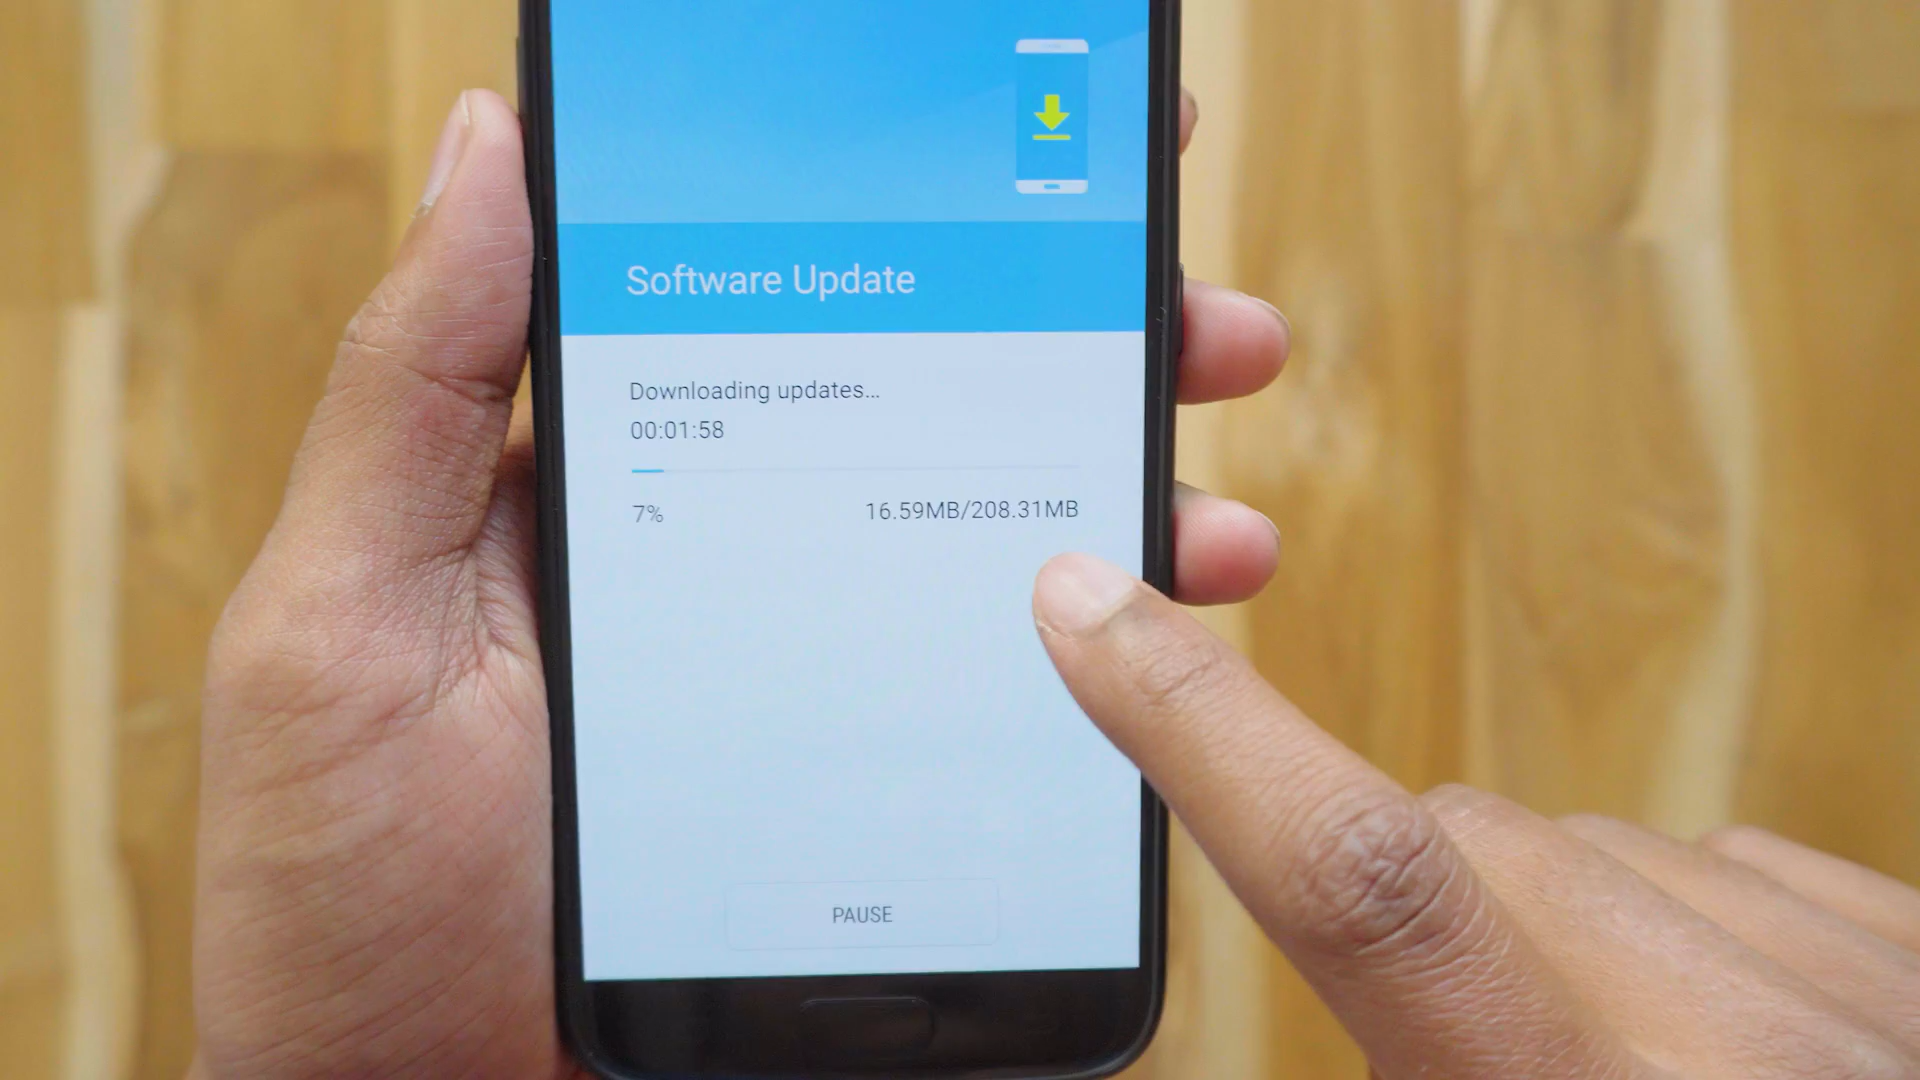 Software Update
Downloading updates...
00:01:58
7% 16.59MB/208.31MB
PAUSE